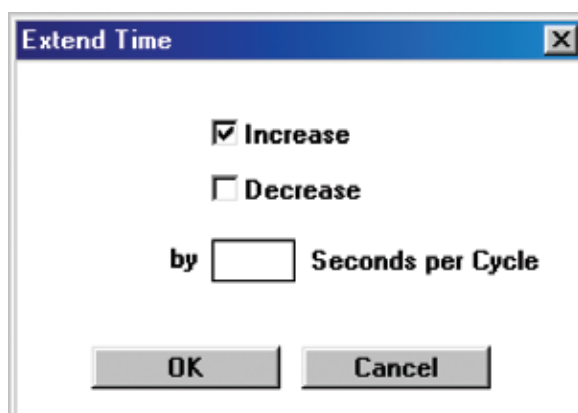 Extend Time
Increase
Decrease
by Seconds per Cycle
OK Cancel